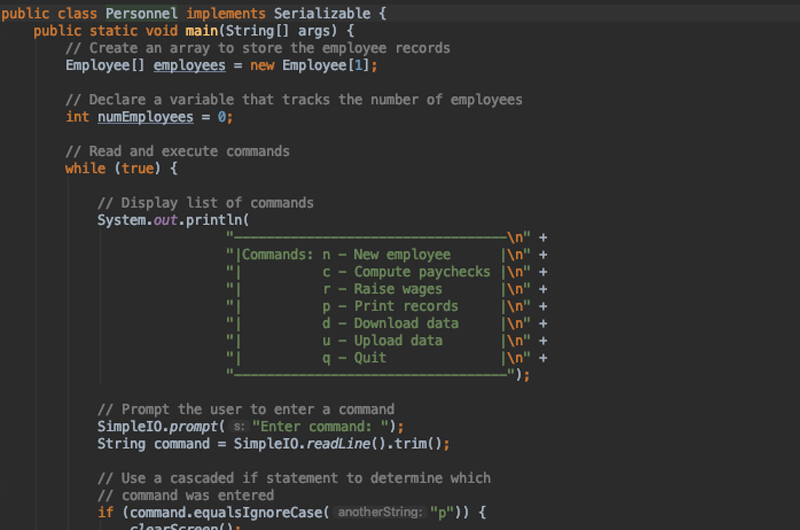 public class Personnel implements Serializable {
public static void main(String[] args) {
// Create an array to store the employee records
Employee[] employees = new Employee[1];
// Declare a variable that tracks the number of employees
int numEmployees = 0;
// Read and execute commands
while (true) {
// Display list of commands
System.out.println(
"——————————————————————————————————\n" +
"|Commands: n - New employee      |\n" +
"|          c - Compute paychecks |\n" +
"|          r - Raise wages       |\n" +
"|          p - Print records     |\n" +
"|          d - Download data     |\n" +
"|          u - Upload data       |\n" +
"|          q - Quit              |\n" +
"——————————————————————————————————");
// Prompt the user to enter a command
SimpleIO.prompt( s: "Enter command: ");
String command = SimpleIO.readLine().trim();
// Use a cascaded if statement to determine which
// command was entered
if (command.equalsIgnoreCase( anotherString: "p")) {
clearScreen();